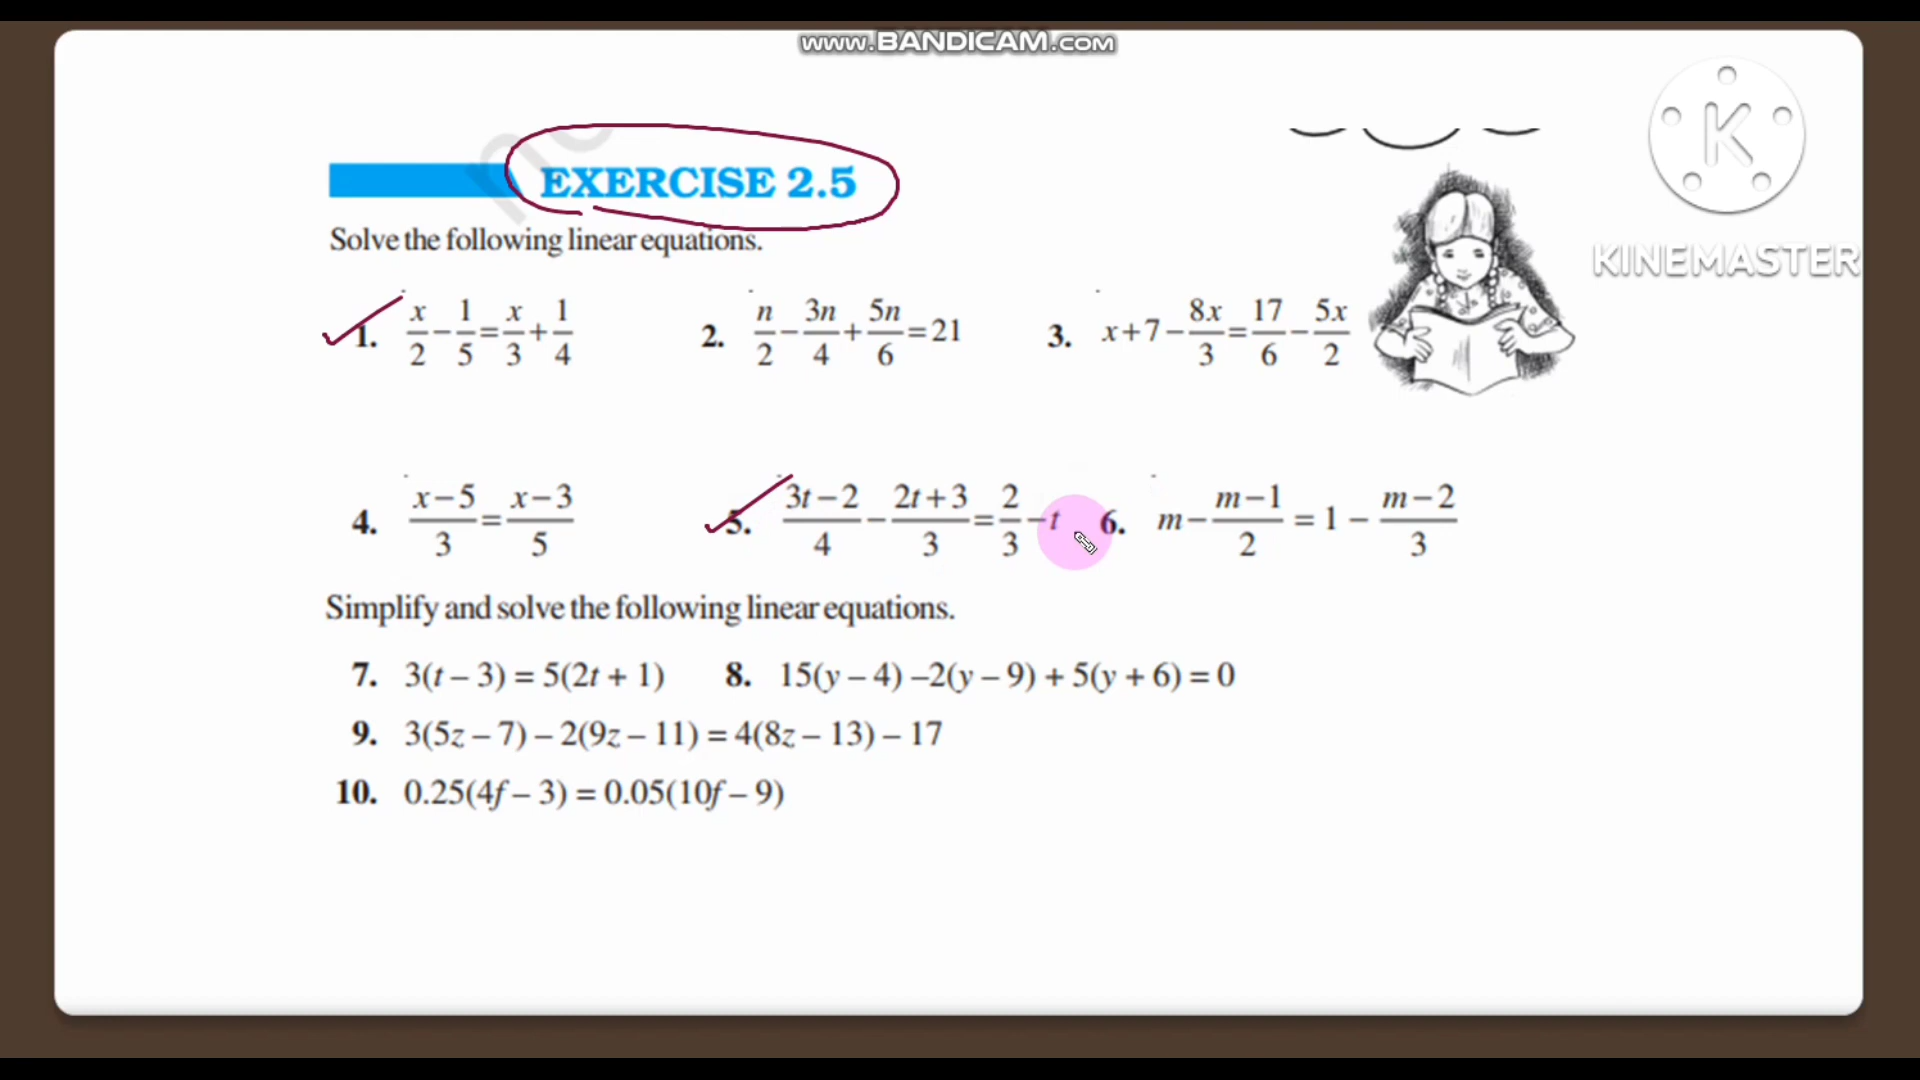 www.BANDICAM.com
K
KINEMASTER
EXERCISE 2.5
Solve the following linear equations.
1. x/2 − 1/5 = x/3 + 1/4
2. n/2 − 3n/4 + 5n/6 = 21
3. x + 7 − 8x/3 = 17/6 − 5x/2
4. (x − 5)/3 = (x − 3)/5
5. (3t − 2)/4 − (2t + 3)/3 = 2/3 − t
6. m − (m − 1)/2 = 1 − (m − 2)/3
Simplify and solve the following linear equations.
7. 3(t – 3) = 5(2t + 1)
8. 15(y – 4) –2(y – 9) + 5(y + 6) = 0
9. 3(5z – 7) – 2(9z – 11) = 4(8z – 13) – 17
10. 0.25(4f – 3) = 0.05(10f – 9)